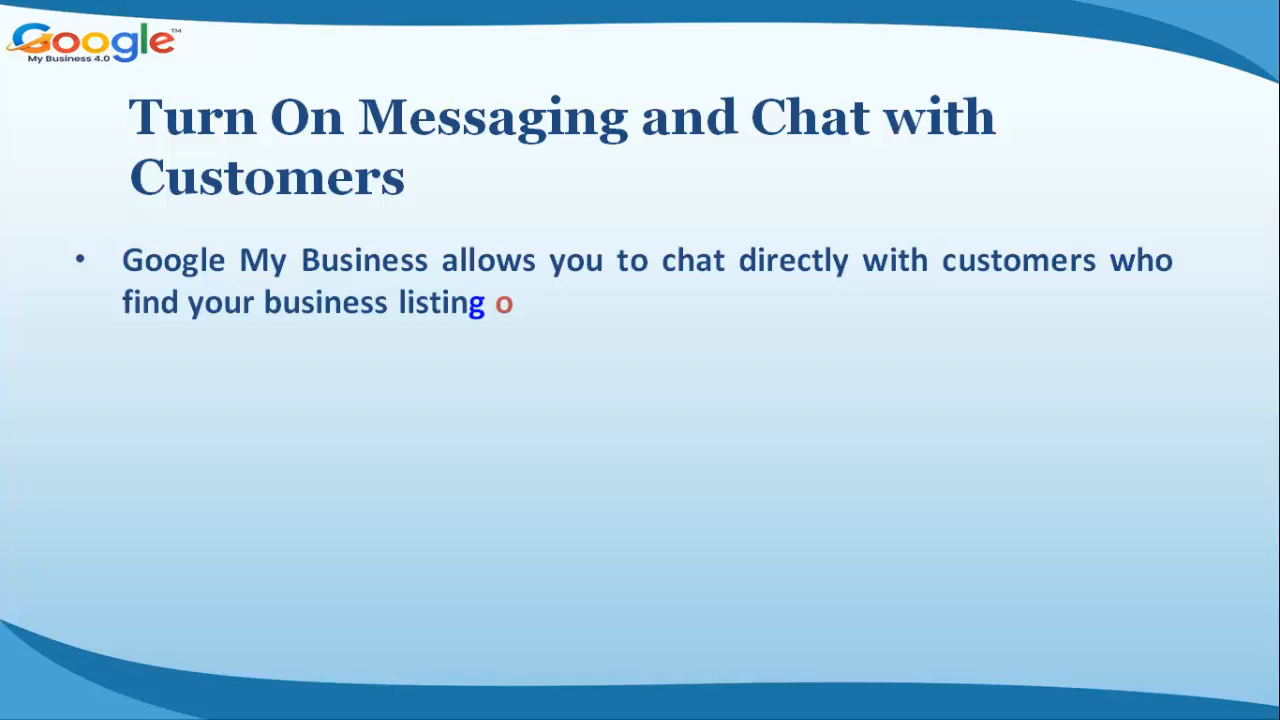 Google™
My Business 4.0
Turn On Messaging and Chat with
Customers
• Google My Business allows you to chat directly with customers who
find your business listing o